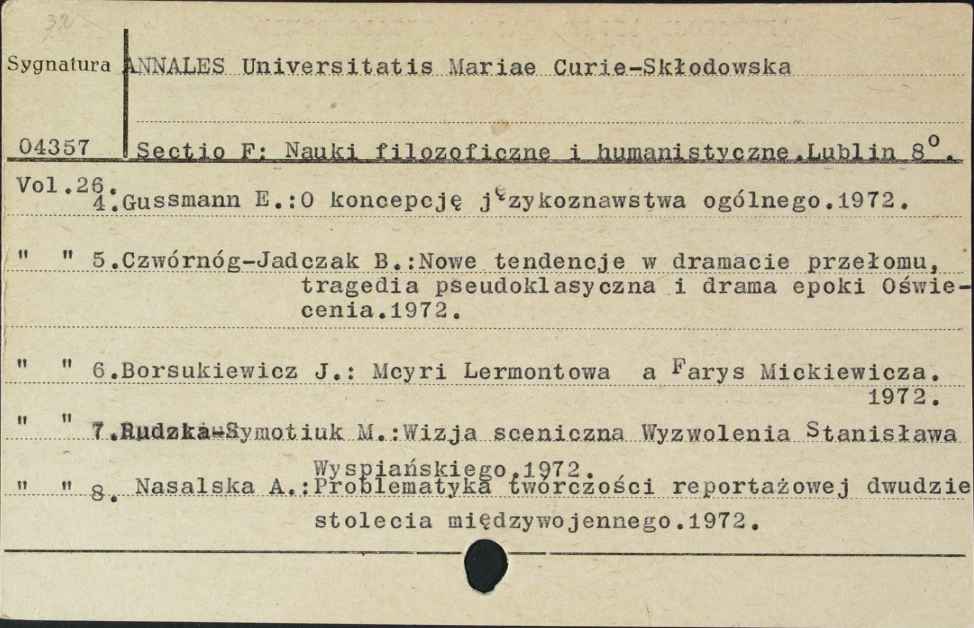 32
Sygnatura ANNALES Universitatis Mariae Curie-Skłodowska
04357 Sectio F: Nauki filozoficzne i humanistyczne.Lublin 8⁰.
Vol.26.
4.Gussmann E.:O koncepcję językoznawstwa ogólnego.1972.
" " 5.Czwórnóg-Jadczak B.:Nowe tendencje w dramacie przełomu,
tragedia pseudoklasyczna i drama epoki Oświe-
cenia.1972.
" " 6.Borsukiewicz J.: Mcyri Lermontowa a Farys Mickiewicza.
1972.
" " 7.Rudzka-Symotiuk M.:Wizja sceniczna Wyzwolenia Stanisława
Wyspiańskiego.1972.
" " 8. Nasalska A.:Problematyka twórczości reportażowej dwudzie
stolecia międzywojennego.1972.